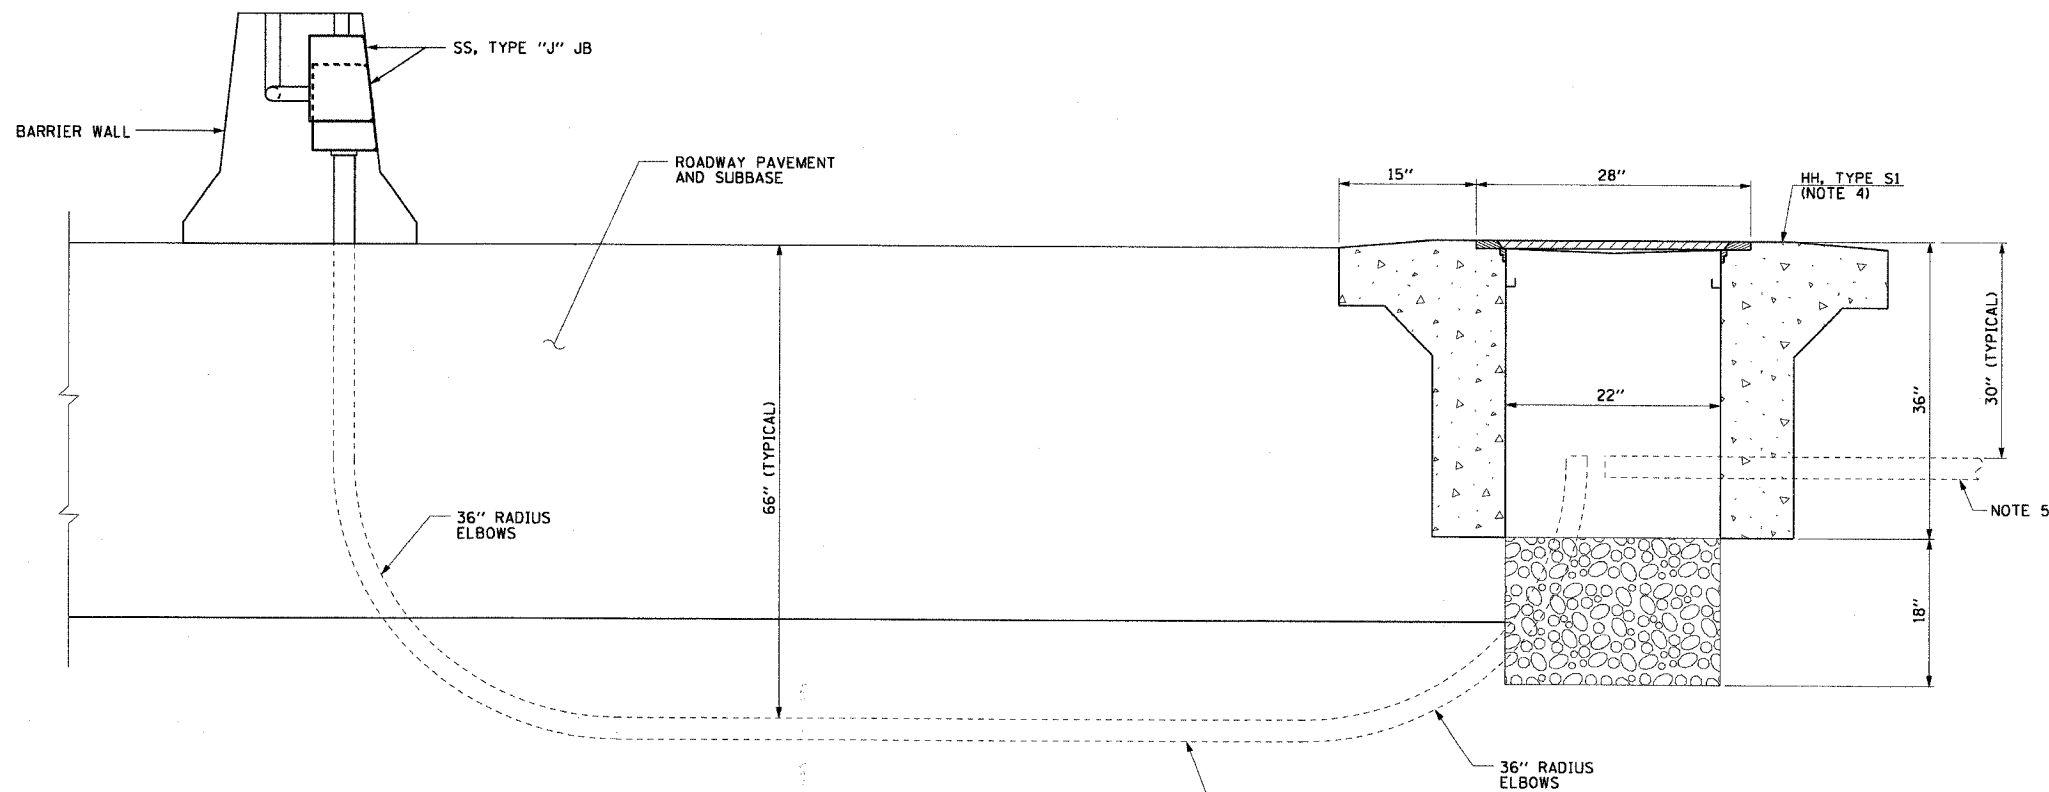 SS, TYPE "J" JB
BARRIER WALL
ROADWAY PAVEMENT
AND SUBBASE
15"
28"
HH, TYPE S1
(NOTE 4)
66" (TYPICAL)
22"
36"
30" (TYPICAL)
36" RADIUS
ELBOWS
NOTE 5
18"
36" RADIUS
ELBOWS